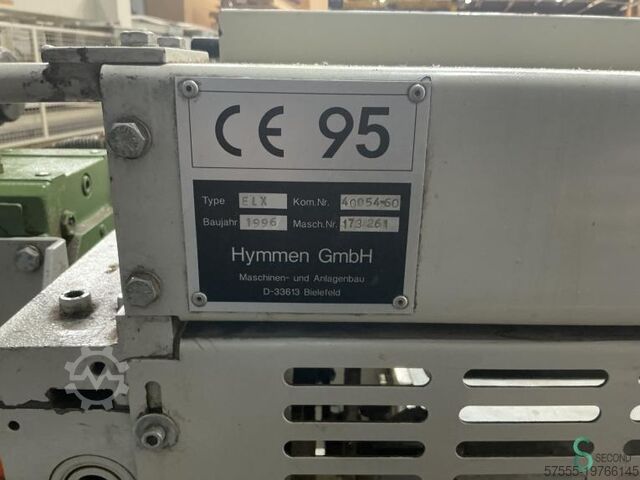 CE 95
Type ELX Kom.Nr. 40054-60
Baujahr 1996 Masch.Nr. 173 261
Hymmen GmbH
Maschinen- und Anlagenbau
D-33613 Bielefeld
S SECOND
57555-19766145